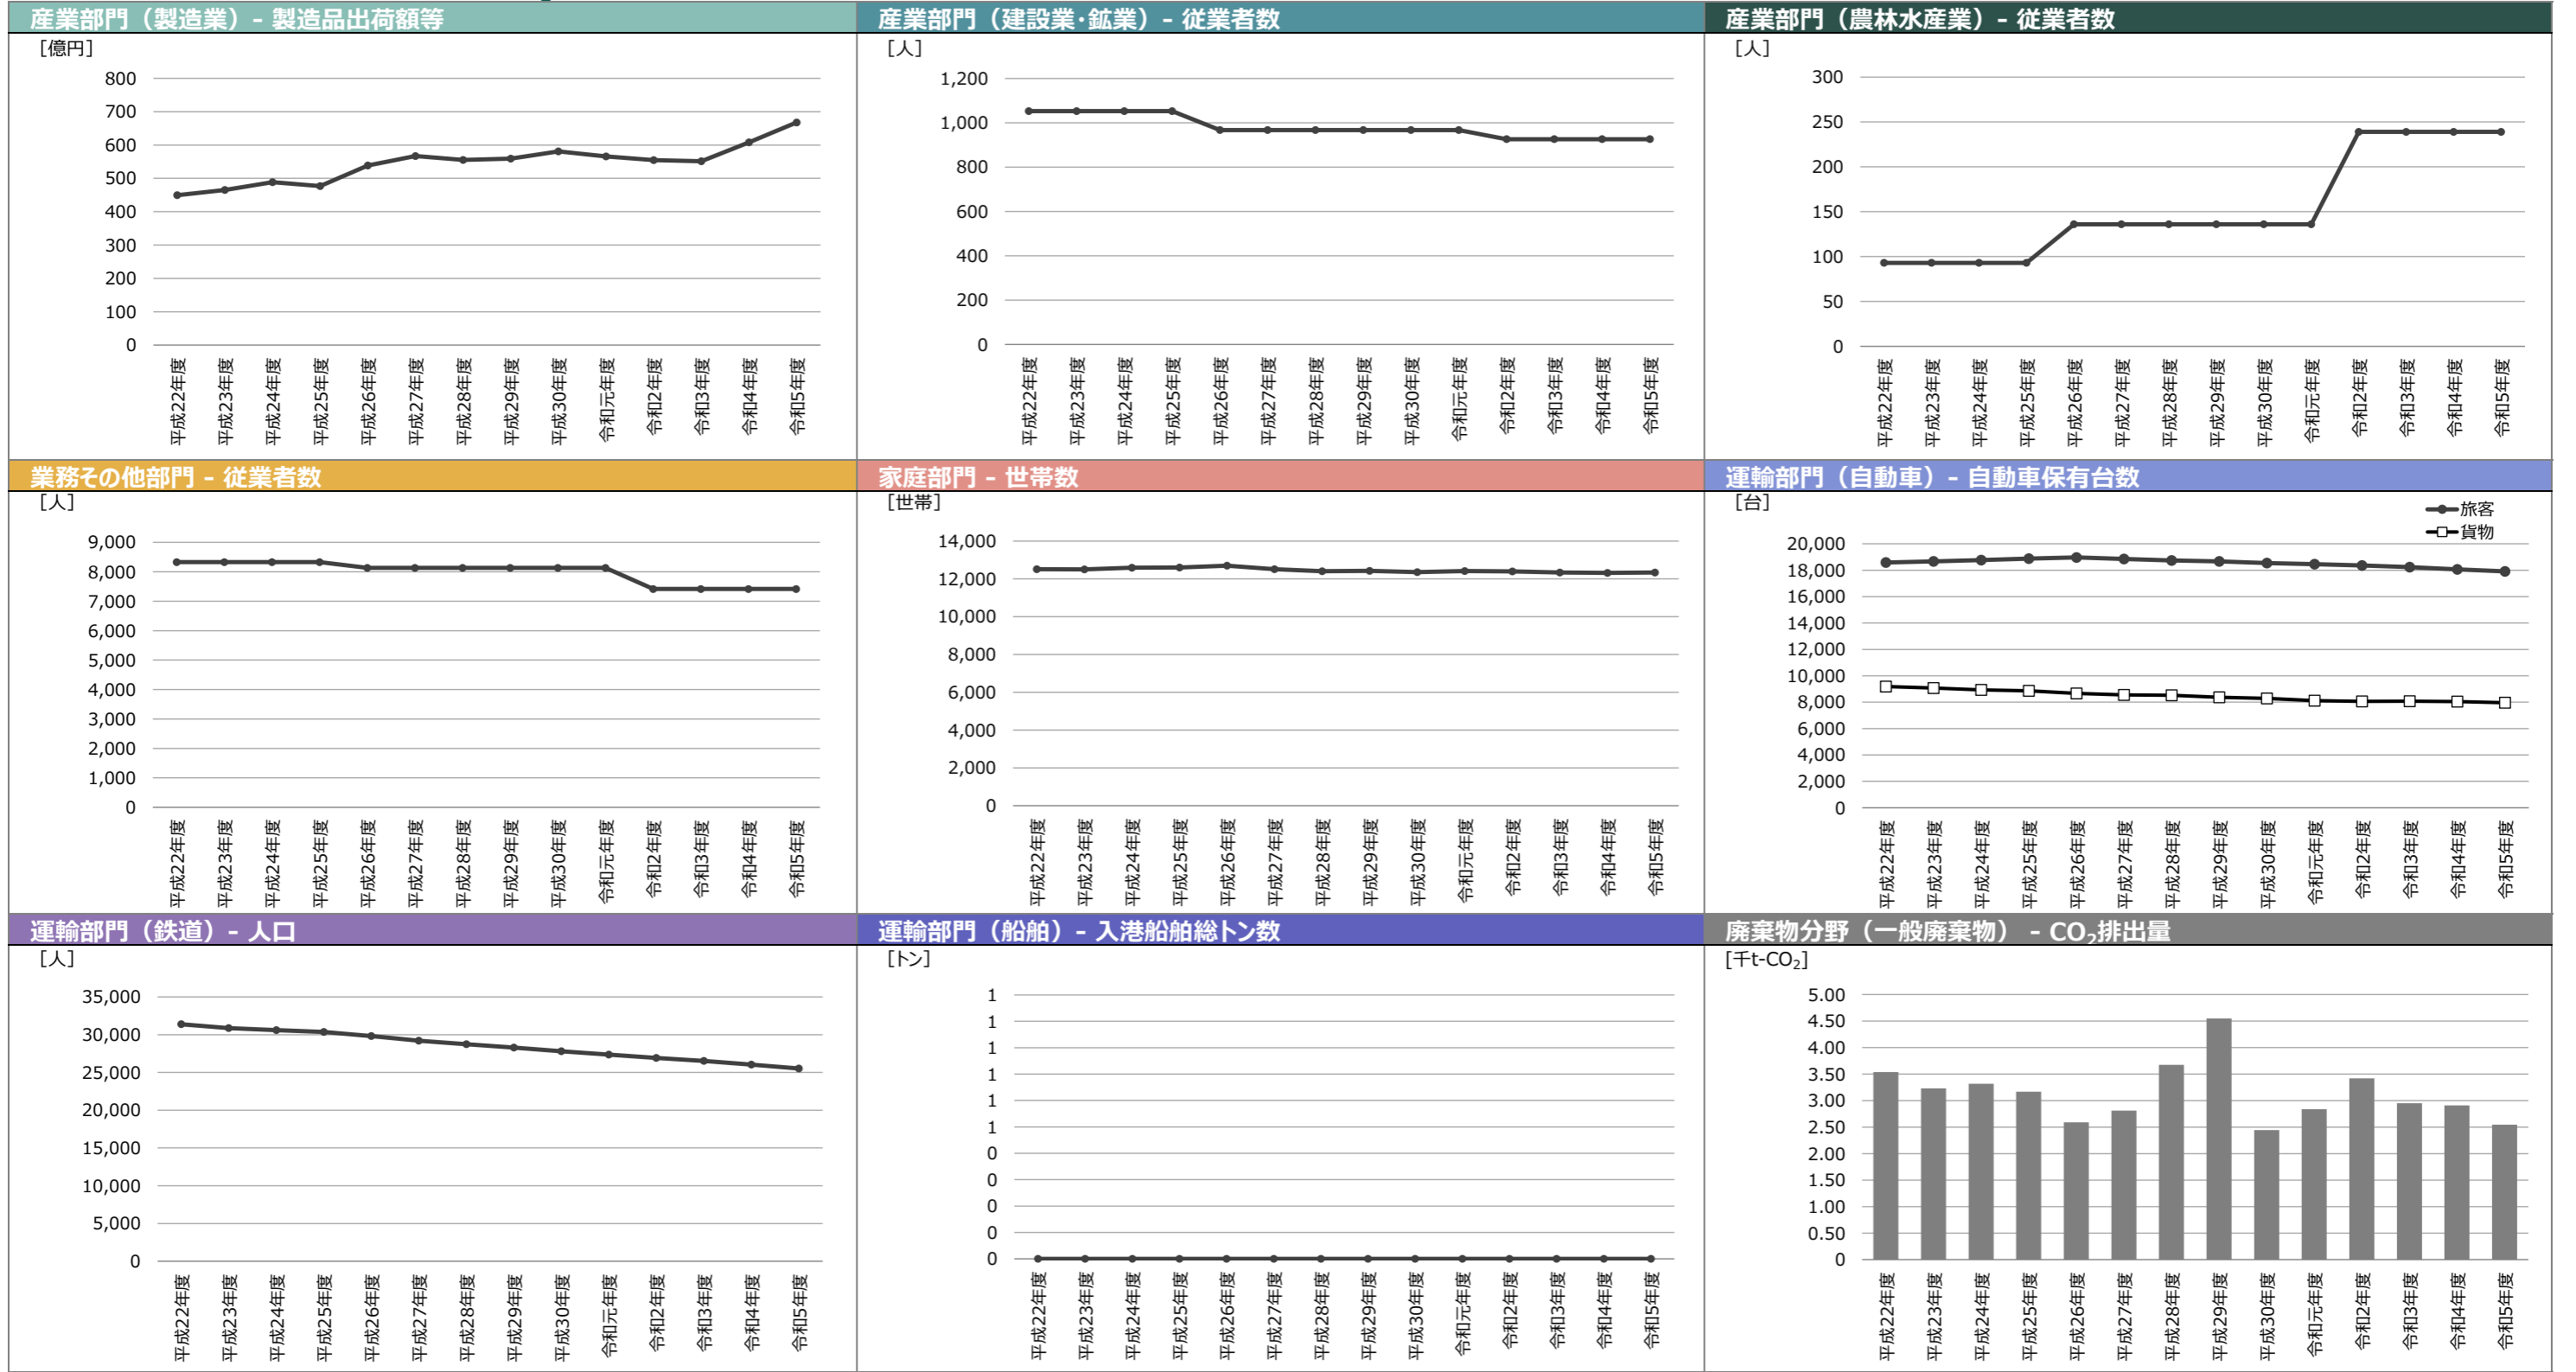 産業部門（製造業）- 製造品出荷額等
[億円]
800
700
600
500
400
300
200
100
0
平成22年度
平成23年度
平成24年度
平成25年度
平成26年度
平成27年度
平成28年度
平成29年度
平成30年度
令和元年度
令和2年度
令和3年度
令和4年度
令和5年度
産業部門（建設業・鉱業）- 従業者数
[人]
1,200
1,000
800
600
400
200
0
平成22年度
平成23年度
平成24年度
平成25年度
平成26年度
平成27年度
平成28年度
平成29年度
平成30年度
令和元年度
令和2年度
令和3年度
令和4年度
令和5年度
産業部門（農林水産業）- 従業者数
[人]
300
250
200
150
100
50
0
平成22年度
平成23年度
平成24年度
平成25年度
平成26年度
平成27年度
平成28年度
平成29年度
平成30年度
令和元年度
令和2年度
令和3年度
令和4年度
令和5年度
業務その他部門 - 従業者数
[人]
9,000
8,000
7,000
6,000
5,000
4,000
3,000
2,000
1,000
0
平成22年度
平成23年度
平成24年度
平成25年度
平成26年度
平成27年度
平成28年度
平成29年度
平成30年度
令和元年度
令和2年度
令和3年度
令和4年度
令和5年度
家庭部門 - 世帯数
[世帯]
14,000
12,000
10,000
8,000
6,000
4,000
2,000
0
平成22年度
平成23年度
平成24年度
平成25年度
平成26年度
平成27年度
平成28年度
平成29年度
平成30年度
令和元年度
令和2年度
令和3年度
令和4年度
令和5年度
運輸部門（自動車）- 自動車保有台数
[台]
旅客
貨物
20,000
18,000
16,000
14,000
12,000
10,000
8,000
6,000
4,000
2,000
0
平成22年度
平成23年度
平成24年度
平成25年度
平成26年度
平成27年度
平成28年度
平成29年度
平成30年度
令和元年度
令和2年度
令和3年度
令和4年度
令和5年度
運輸部門（鉄道）- 人口
[人]
35,000
30,000
25,000
20,000
15,000
10,000
5,000
0
平成22年度
平成23年度
平成24年度
平成25年度
平成26年度
平成27年度
平成28年度
平成29年度
平成30年度
令和元年度
令和2年度
令和3年度
令和4年度
令和5年度
運輸部門（船舶）- 入港船舶総トン数
[トン]
1
1
1
1
1
1
0
0
0
0
0
平成22年度
平成23年度
平成24年度
平成25年度
平成26年度
平成27年度
平成28年度
平成29年度
平成30年度
令和元年度
令和2年度
令和3年度
令和4年度
令和5年度
廃棄物分野（一般廃棄物） - CO₂排出量
[千t-CO₂]
5.00
4.50
4.00
3.50
3.00
2.50
2.00
1.50
1.00
0.50
0
平成22年度
平成23年度
平成24年度
平成25年度
平成26年度
平成27年度
平成28年度
平成29年度
平成30年度
令和元年度
令和2年度
令和3年度
令和4年度
令和5年度